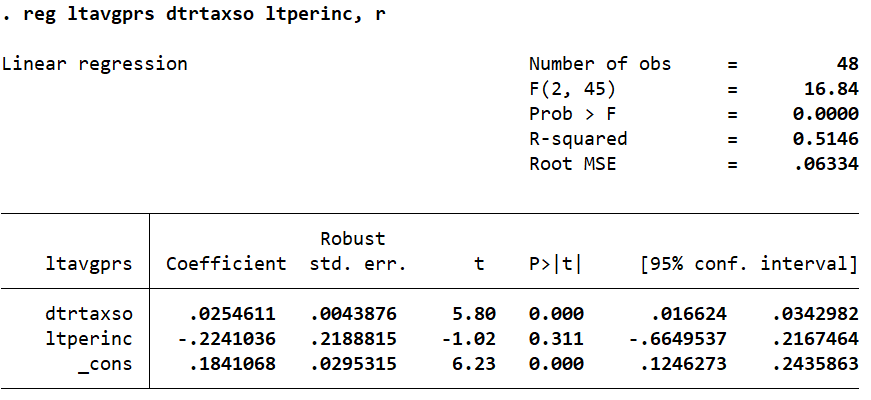 . reg ltavgprs dtrtaxso ltperinc, r
Linear regression Number of obs = 48
F(2, 45) = 16.84
Prob > F = 0.0000
R-squared = 0.5146
Root MSE = .06334
Robust
ltavgprs Coefficient std. err. t P>|t| [95% conf. interval]
dtrtaxso .0254611 .0043876 5.80 0.000 .016624 .0342982
ltperinc -.2241036 .2188815 -1.02 0.311 -.6649537 .2167464
_cons .1841068 .0295315 6.23 0.000 .1246273 .2435863